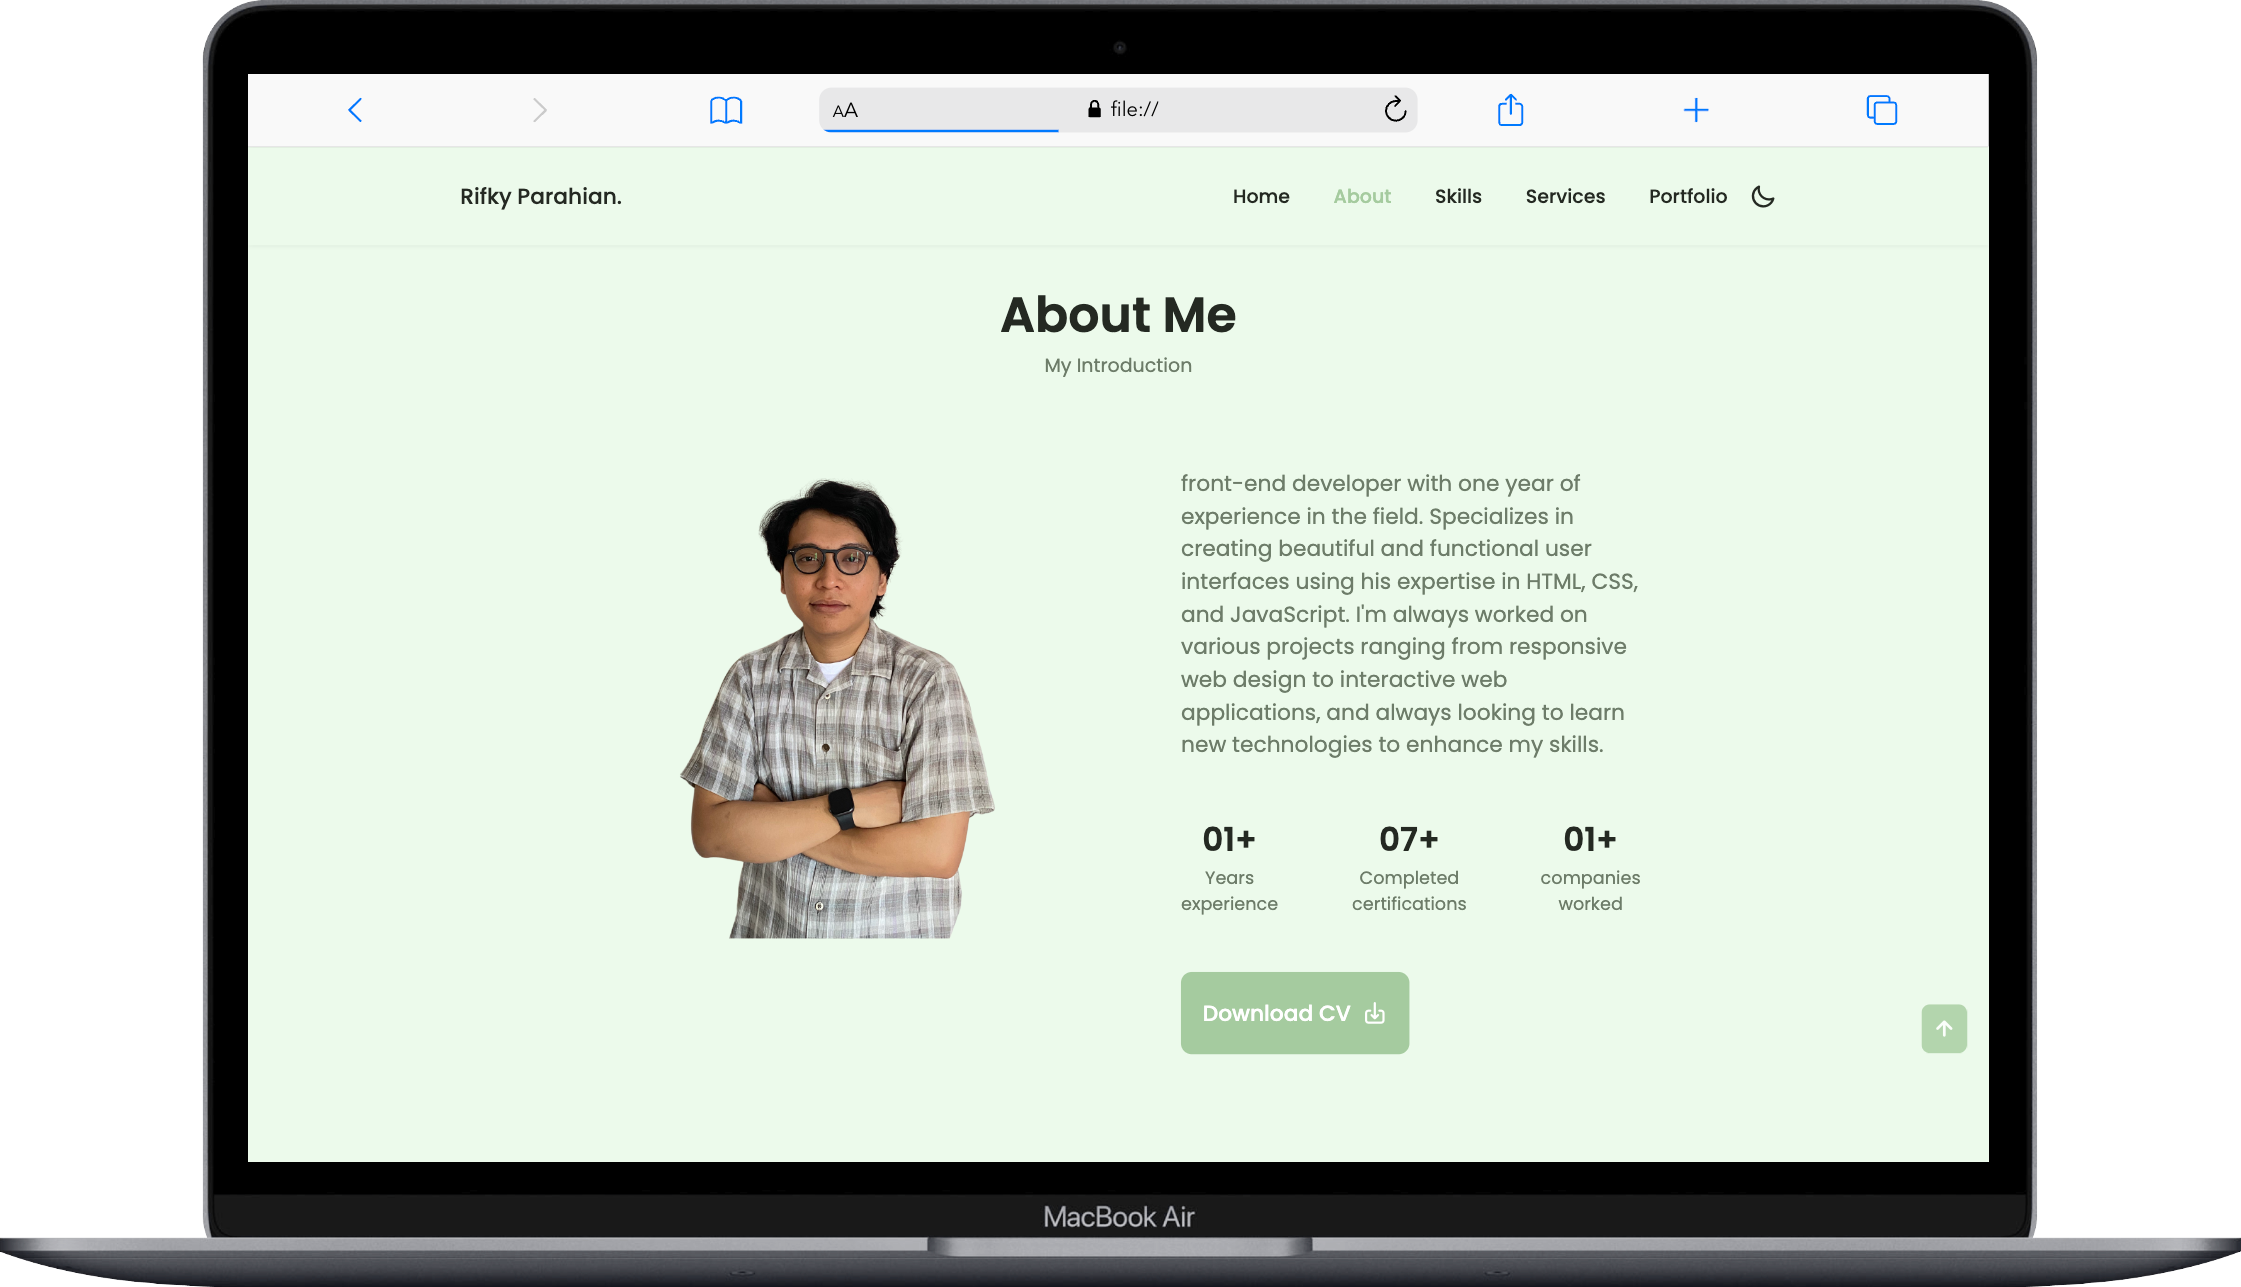 AA file://
Rifky Parahian. Home About Skills Services Portfolio
About Me
My Introduction
front-end developer with one year of
experience in the field. Specializes in
creating beautiful and functional user
interfaces using his expertise in HTML, CSS,
and JavaScript. I'm always worked on
various projects ranging from responsive
web design to interactive web
applications, and always looking to learn
new technologies to enhance my skills.
01+ 07+ 01+
Years Completed companies
experience certifications worked
Download CV
MacBook Air